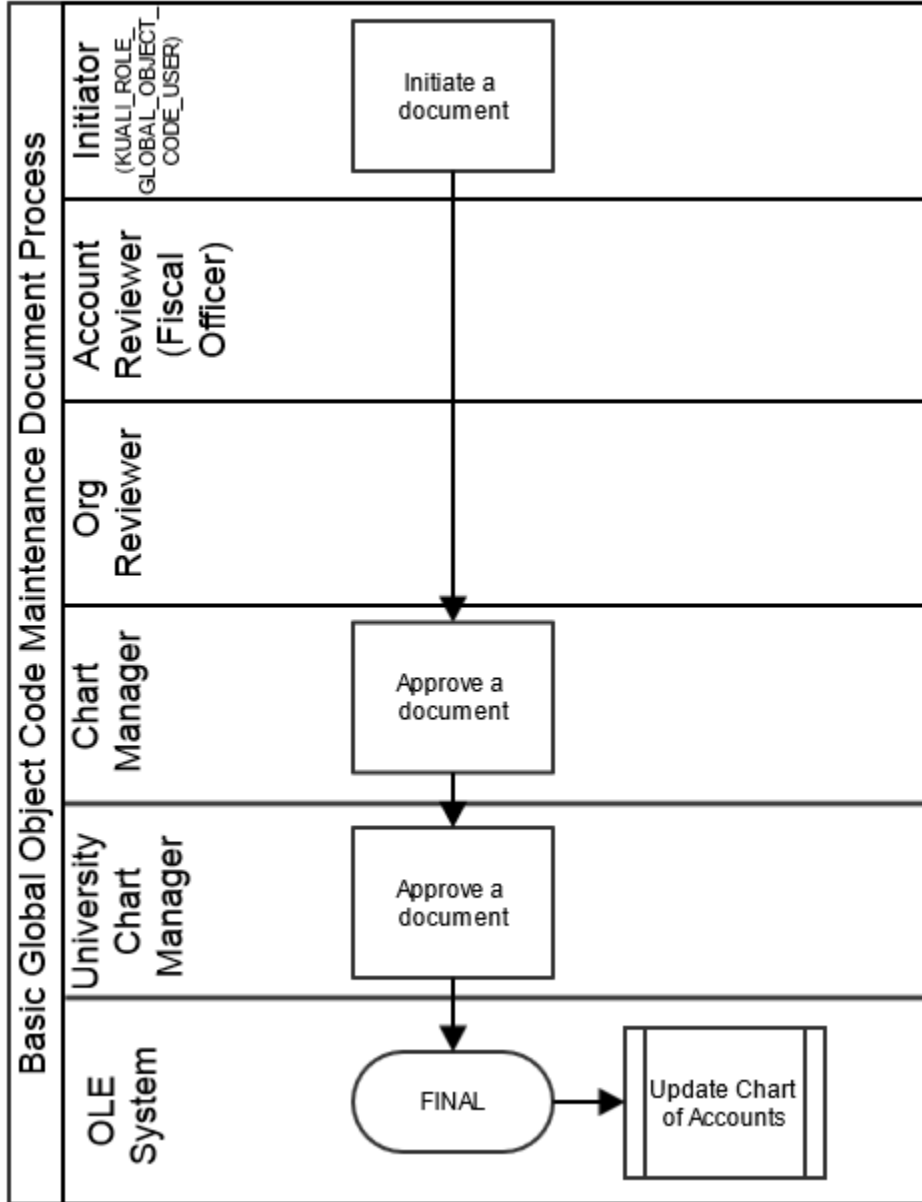 Basic Global Object Code Maintenance Document Process
Initiator
(KUALI_ROLE_
GLOBAL_OBJECT_
CODE_USER)
Initiate a
document
Account
Reviewer
(Fiscal
Officer)
Org
Reviewer
Chart
Manager
Approve a
document
University
Chart
Manager
Approve a
document
OLE
System
FINAL
Update Chart
of Accounts